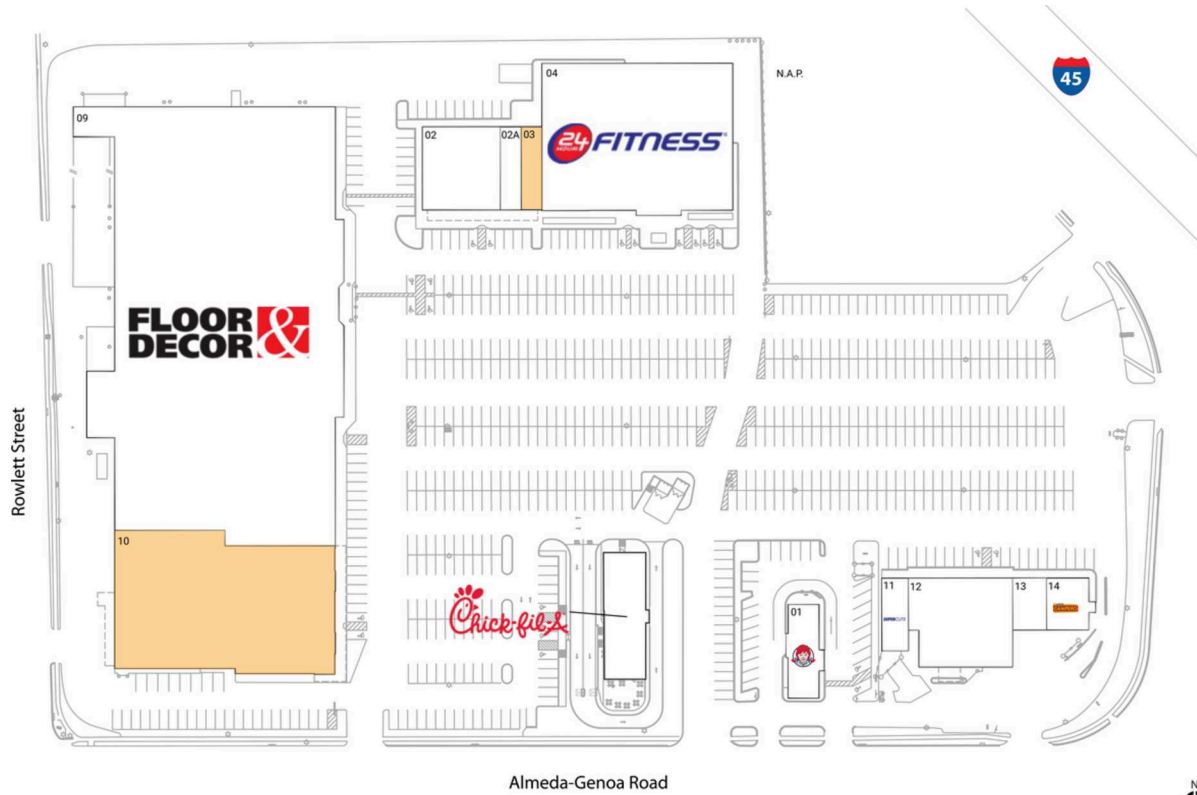 04
N.A.P.
45
09
02
02A
03
24
HOUR
FITNESS
FLOOR
& 
DECOR
Rowlett Street
10
Chick-fil-A
01
11
12
13
14
SUPERCUTS
Almeda-Genoa Road
N